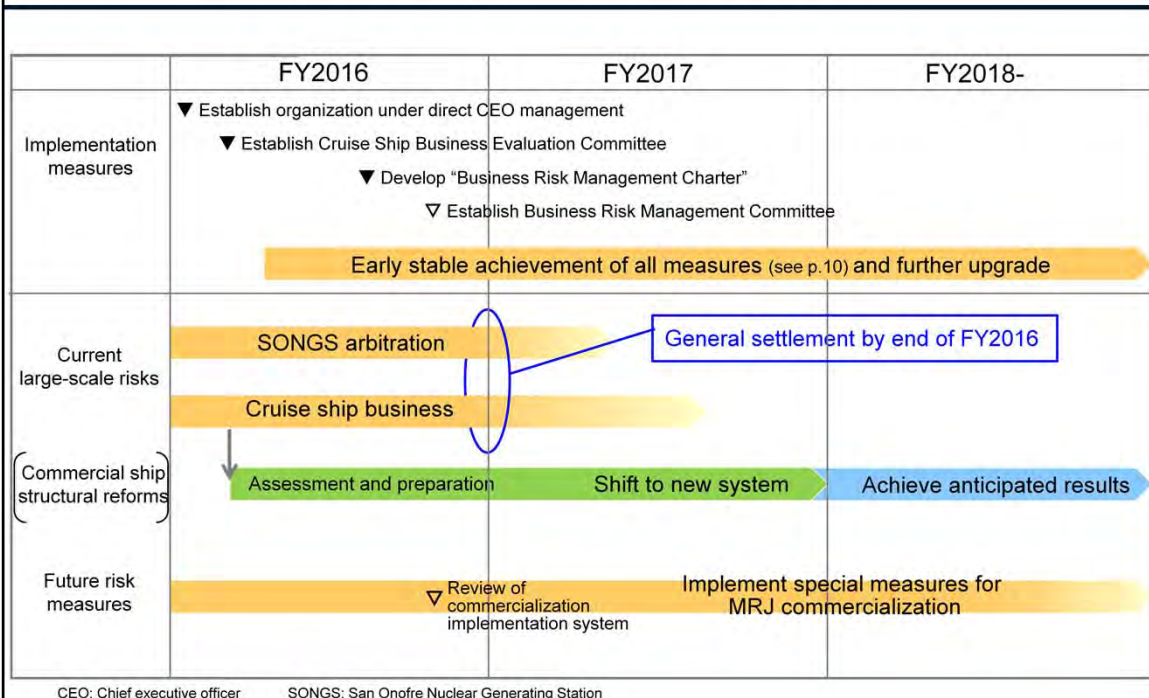 FY2016 FY2017 FY2018-
Implementation
measures
▼ Establish organization under direct CEO management
▼ Establish Cruise Ship Business Evaluation Committee
▼ Develop “Business Risk Management Charter”
▽ Establish Business Risk Management Committee
Early stable achievement of all measures (see p.10) and further upgrade
Current
large-scale risks
SONGS arbitration
General settlement by end of FY2016
Cruise ship business
Commercial ship
structural reforms
Assessment and preparation
Shift to new system
Achieve anticipated results
Future risk
measures
▽ Review of
commercialization
implementation system
Implement special measures for
MRJ commercialization
CEO: Chief executive officer SONGS: San Onofre Nuclear Generating Station